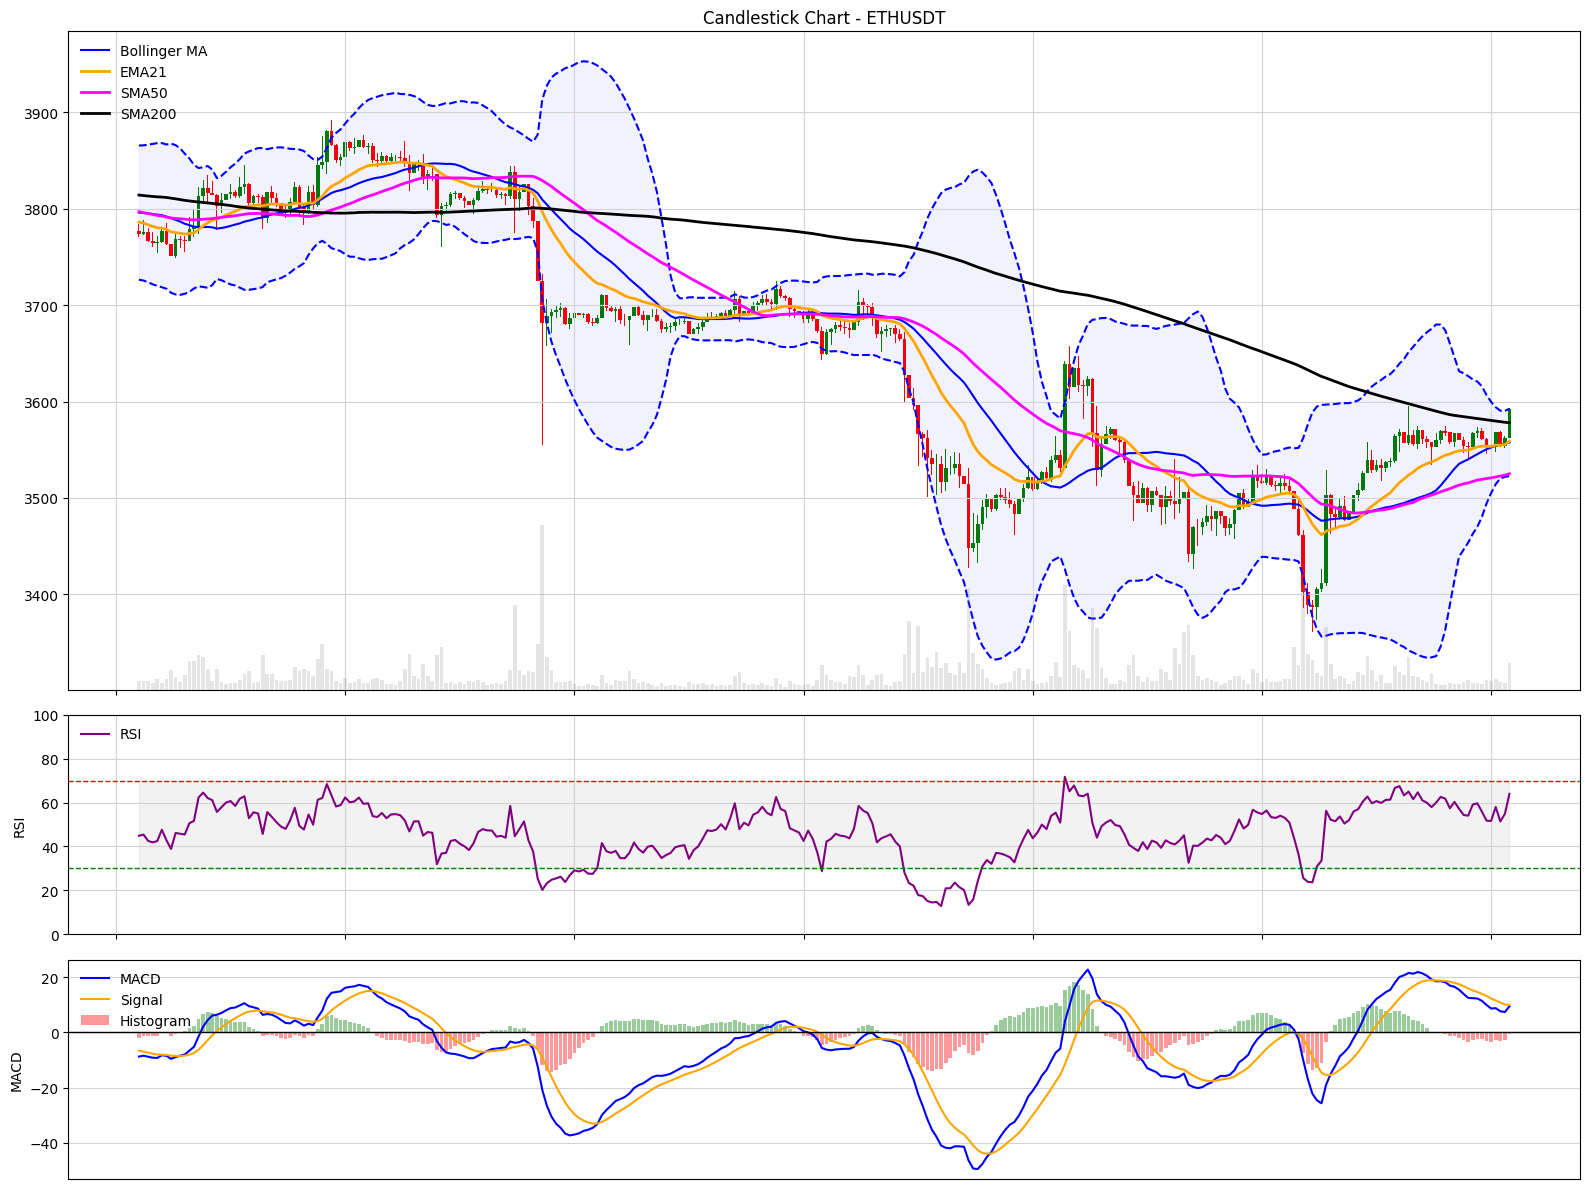 Candlestick Chart - ETHUSDT
Bollinger MA
EMA21
SMA50
SMA200
3900
3800
3700
3600
3500
3400
RSI
100
80
60
40
20
0
RSI
MACD
Signal
Histogram
20
0
−20
−40
MACD